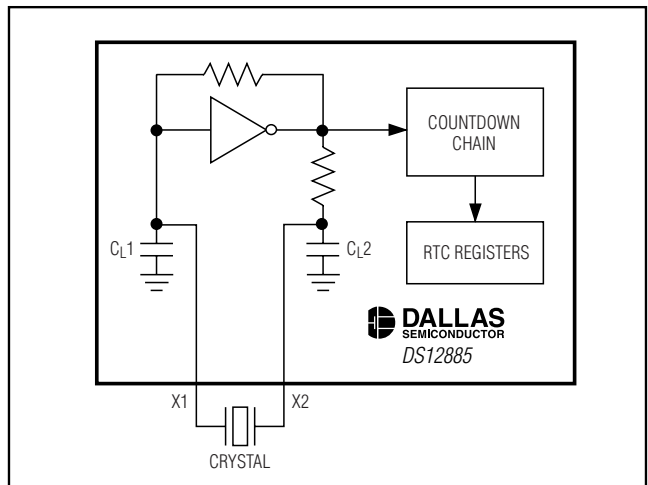 COUNTDOWN
CHAIN
CL1
CL2
RTC REGISTERS
DALLAS
SEMICONDUCTOR
DS12885
X1
X2
CRYSTAL